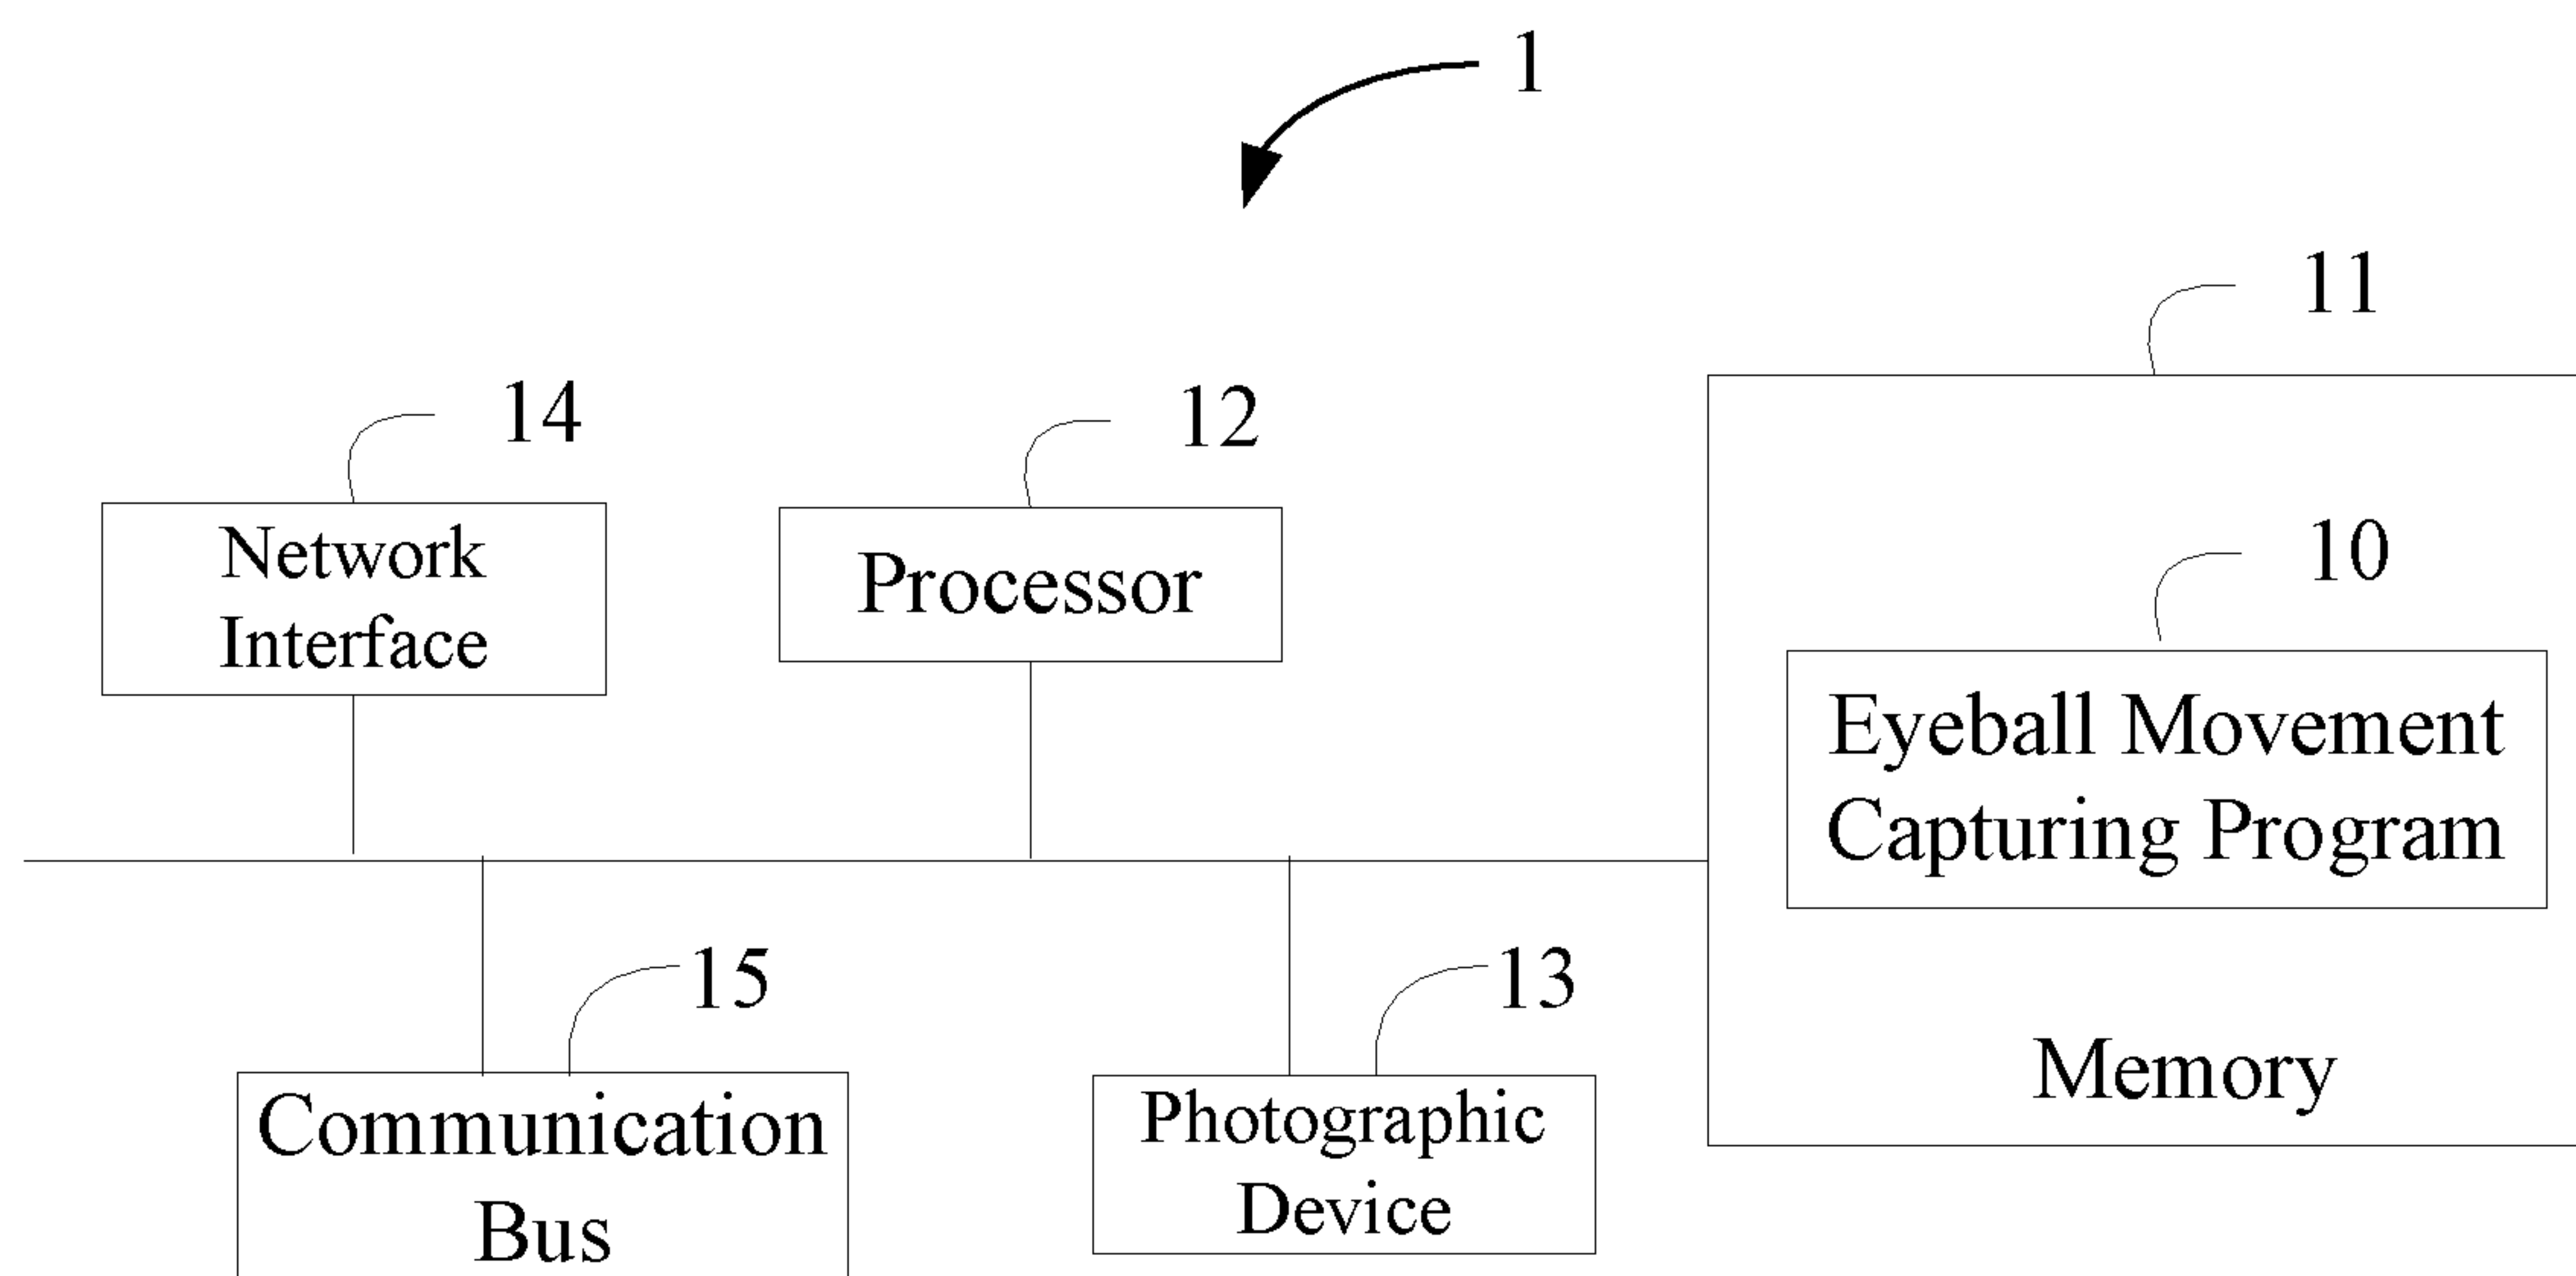 1
11
14
12
Network
Interface
Processor
10
Eyeball Movement
Capturing Program
15
13
Memory
Communication
Bus
Photographic
Device